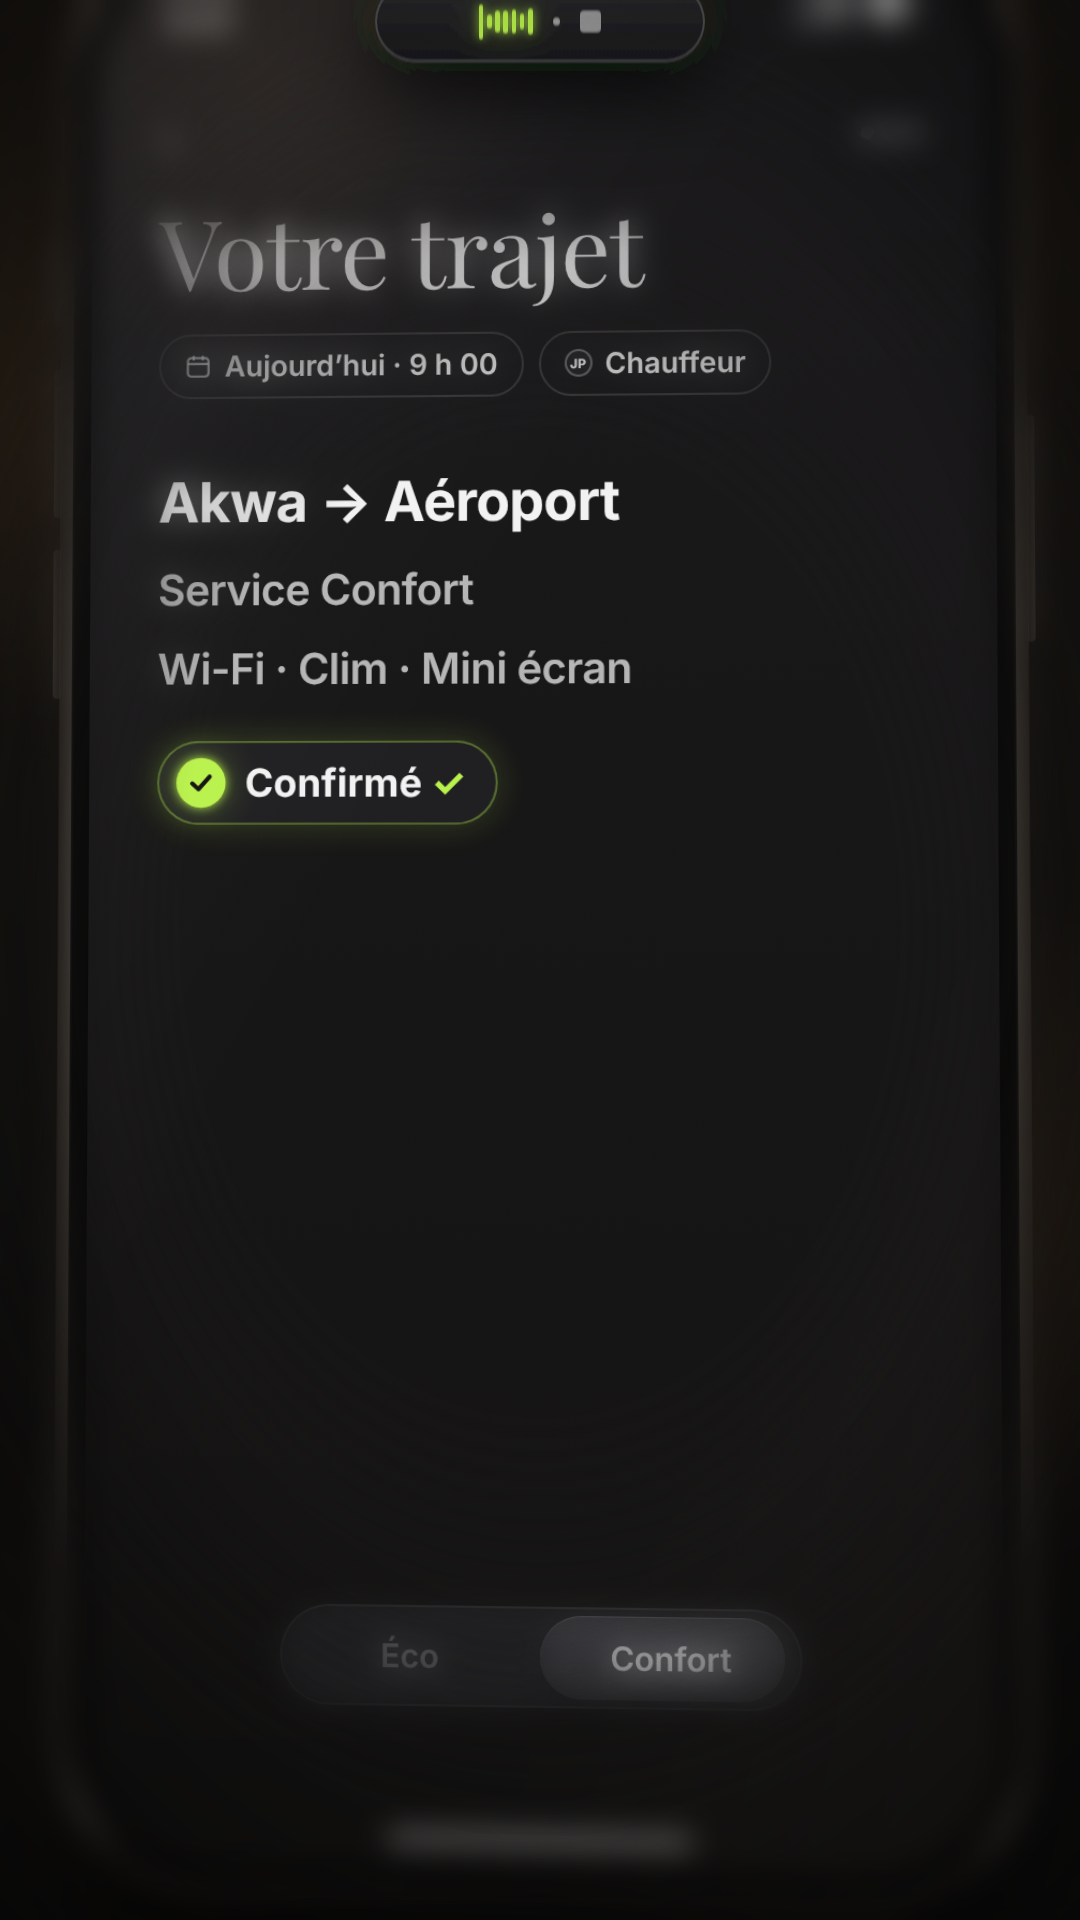 Votre trajet
Aujourd’hui · 9 h 00
JP Chauffeur
Akwa → Aéroport
Service Confort
Wi-Fi · Clim · Mini écran
Confirmé ✓
Éco
Confort